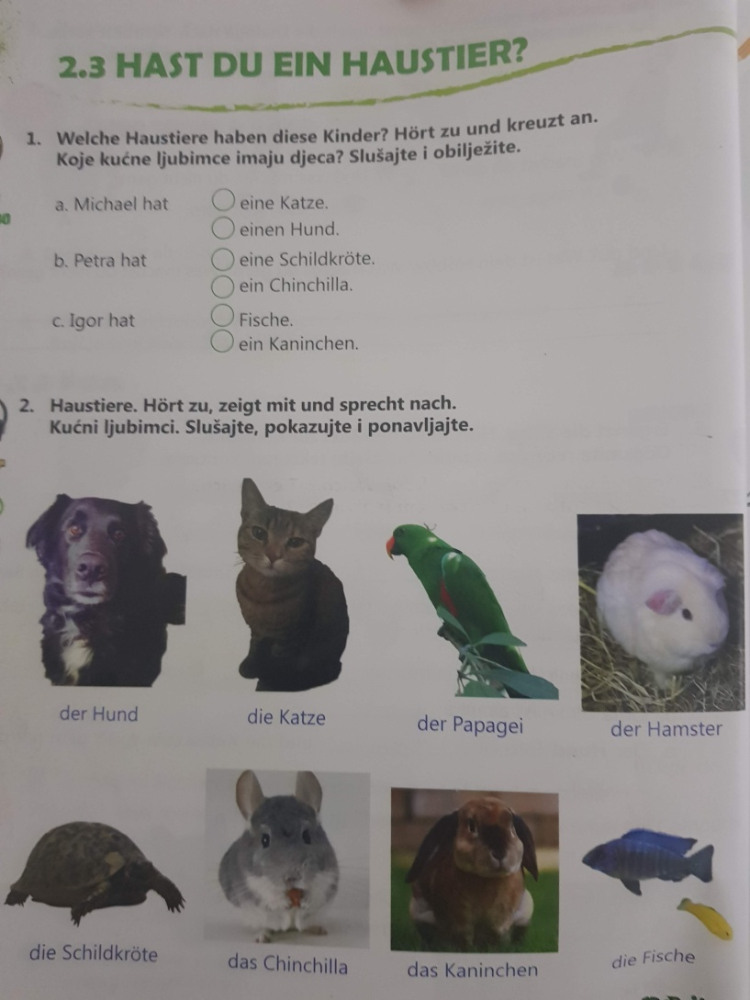 2.3 HAST DU EIN HAUSTIER?
1. Welche Haustiere haben diese Kinder? Hört zu und kreuzt an.
Koje kućne ljubimce imaju djeca? Slušajte i obilježite.
a. Michael hat eine Katze.
einen Hund.
b. Petra hat eine Schildkröte.
ein Chinchilla.
c. Igor hat Fische.
ein Kaninchen.
2. Haustiere. Hört zu, zeigt mit und sprecht nach.
Kućni ljubimci. Slušajte, pokazujte i ponavljajte.
der Hund die Katze der Papagei der Hamster
die Schildkröte das Chinchilla das Kaninchen die Fische